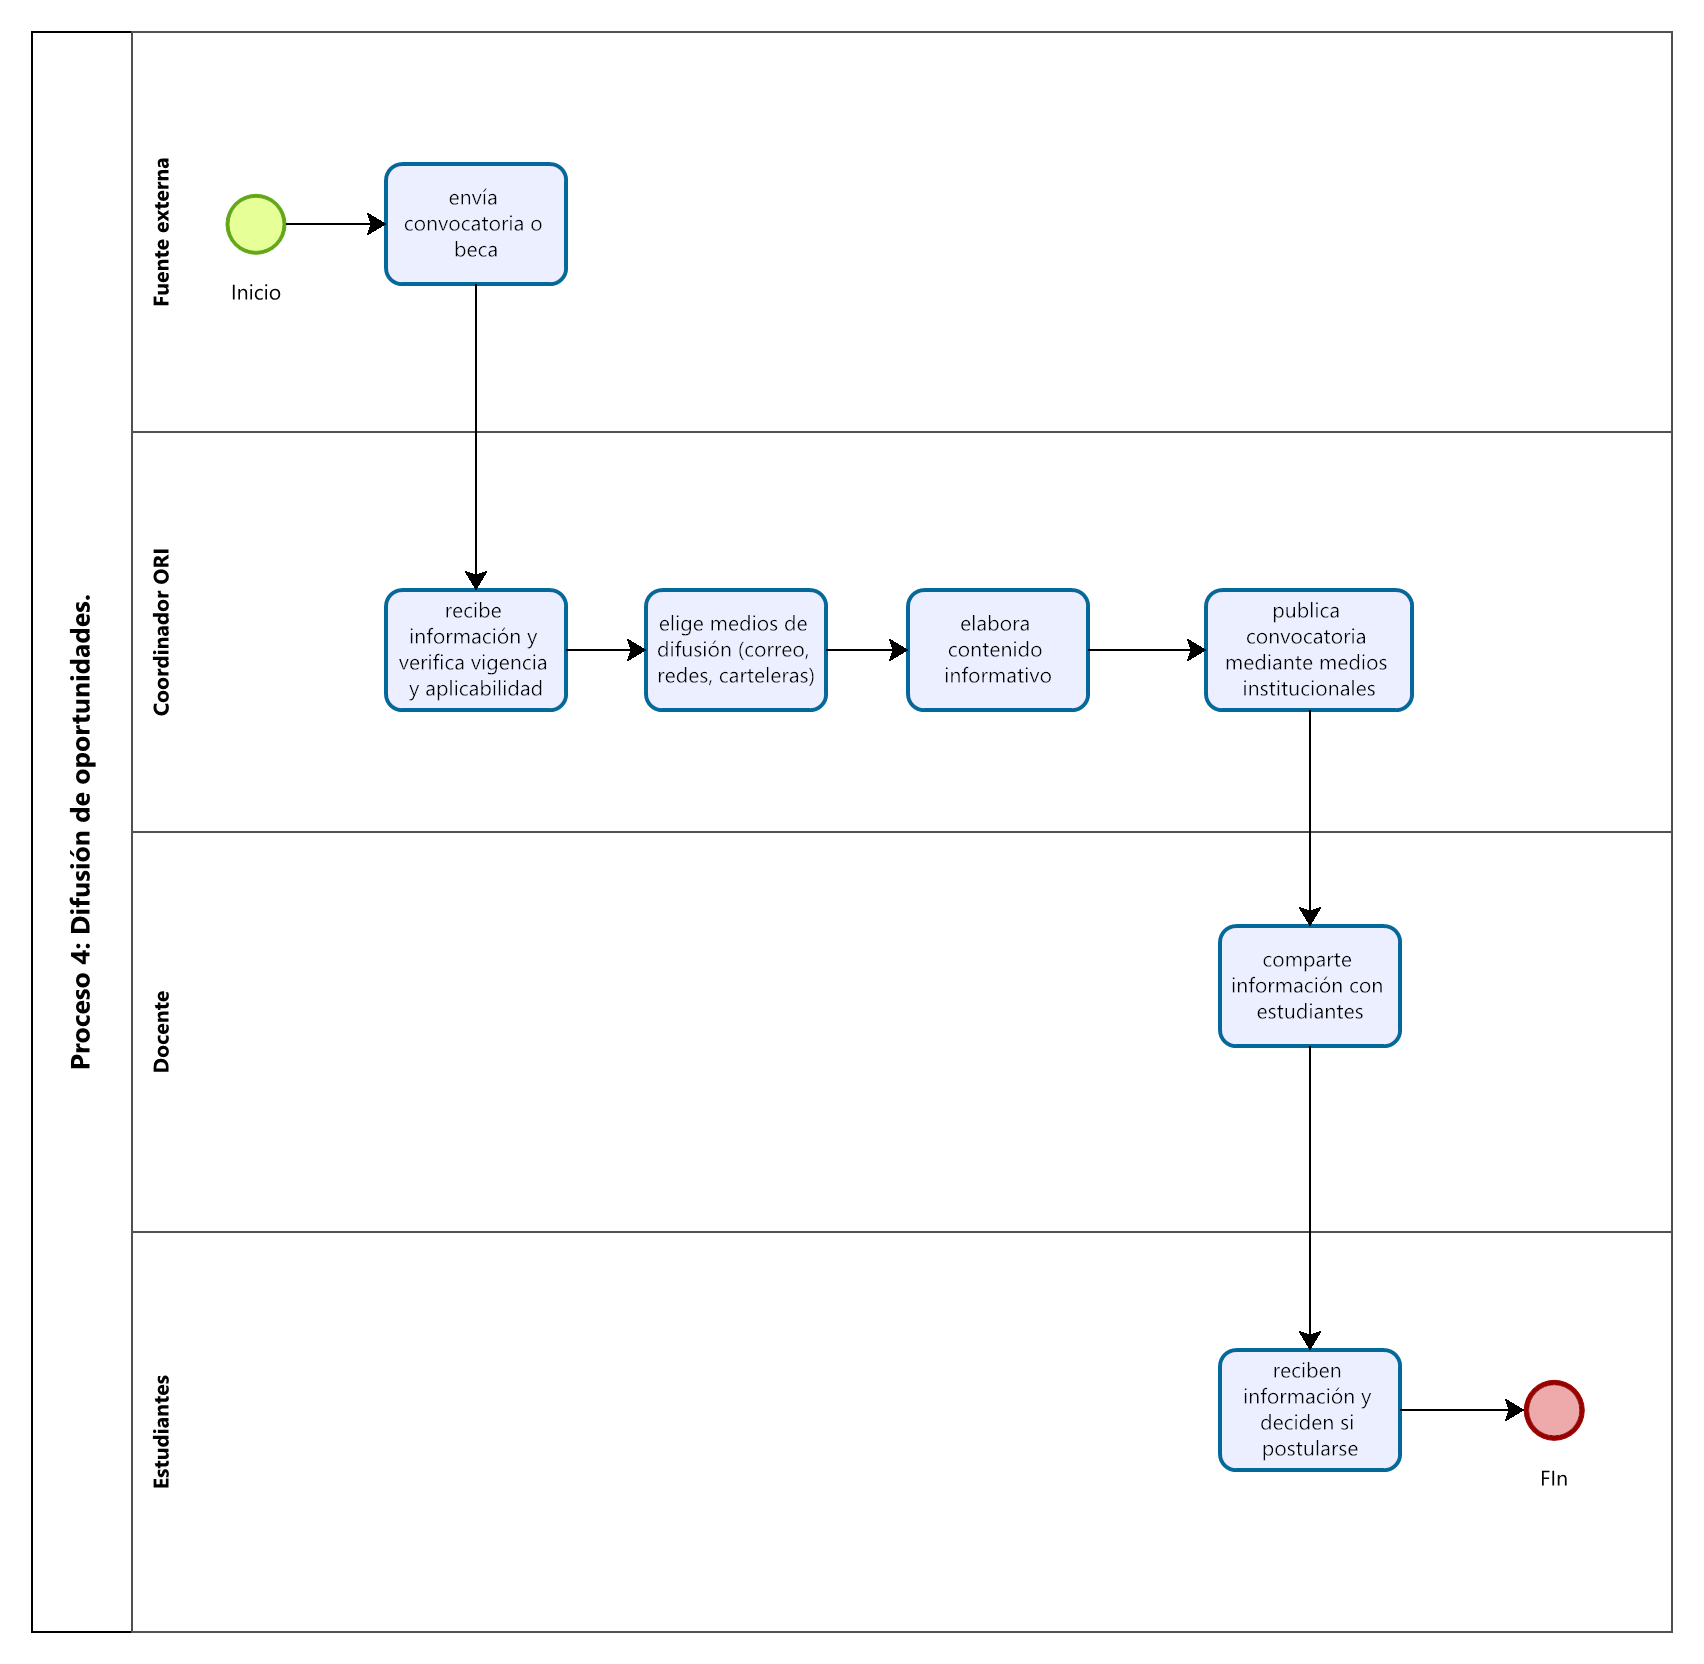 Proceso 4: Difusión de oportunidades.
Fuente externa
Inicio
envía
convocatoria o
beca
Coordinador ORI
recibe
información y
verifica vigencia
y aplicabilidad
elige medios de
difusión (correo,
redes, carteleras)
elabora
contenido
informativo
publica
convocatoria
mediante medios
institucionales
Docente
comparte
información con
estudiantes
Estudiantes
reciben
información y
deciden si
postularse
FIn